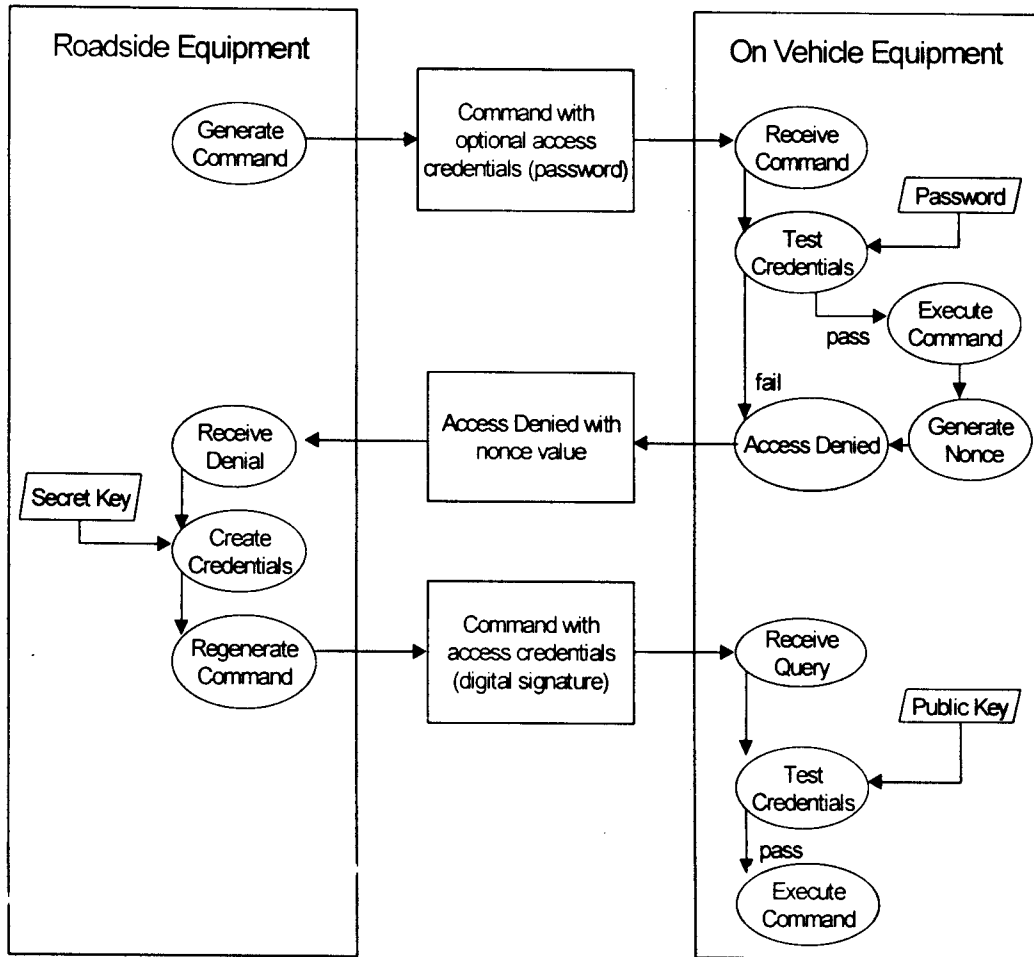 Roadside Equipment
On Vehicle Equipment
Generate
Command
Command with
optional access
credentials (password)
Receive
Command
Password
Test
Credentials
pass
Execute
Command
fail
Generate
Nonce
Access Denied
Access Denied with
nonce value
Receive
Denial
Secret Key
Create
Credentials
Regenerate
Command
Command with
access credentials
(digital signature)
Receive
Query
Public Key
Test
Credentials
pass
Execute
Command